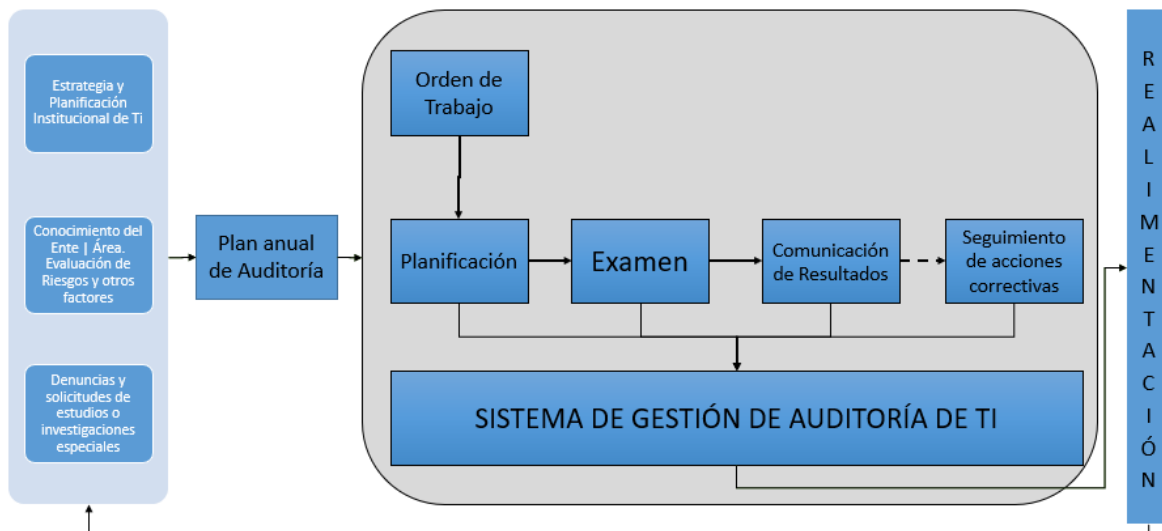 Estrategia y
Planificación
Institucional de Ti
Conocimiento del
Ente | Área.
Evaluación de
Riesgos y otros
factores
Denuncias y
solicitudes de
estudios o
investigaciones
especiales
Plan anual
de Auditoría
Orden de
Trabajo
Planificación
Examen
Comunicación
de Resultados
Seguimiento
de acciones
correctivas
SISTEMA DE GESTIÓN DE AUDITORÍA DE TI
REALIMENTACIÓN